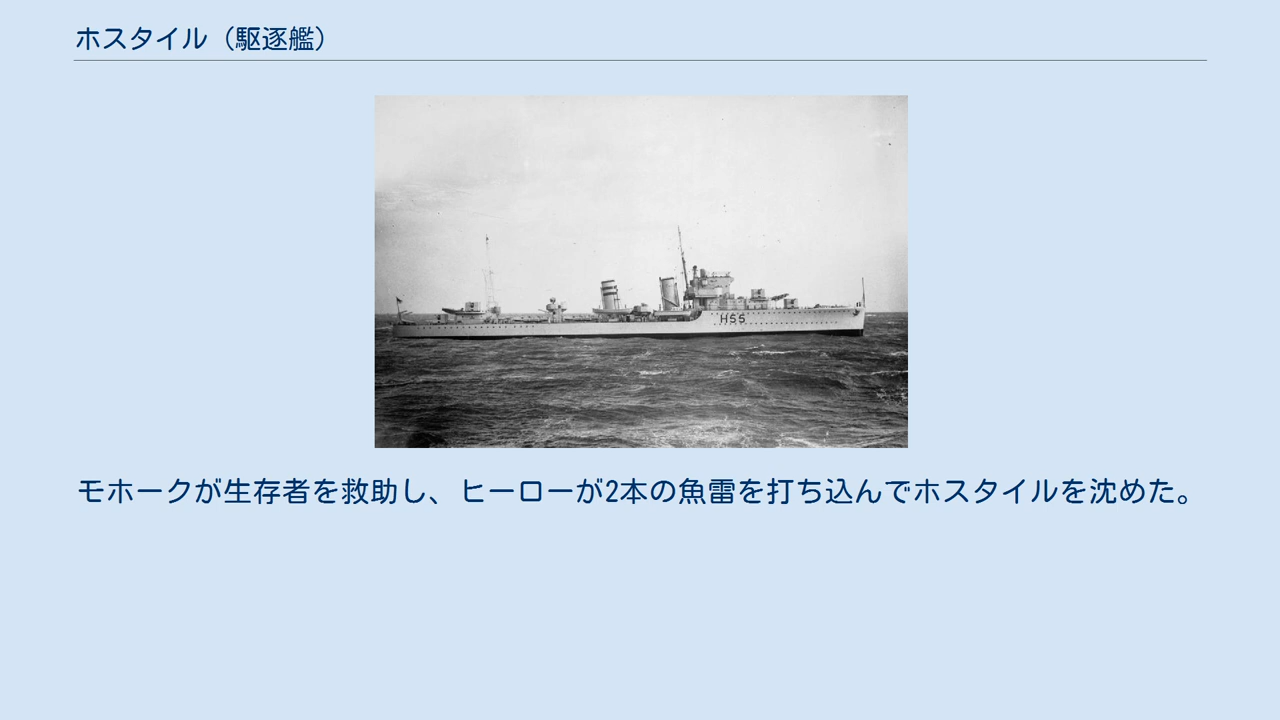 ホスタイル（駆逐艦）
H55
モホークが生存者を救助し、ヒーローが2本の魚雷を打ち込んでホスタイルを沈めた。